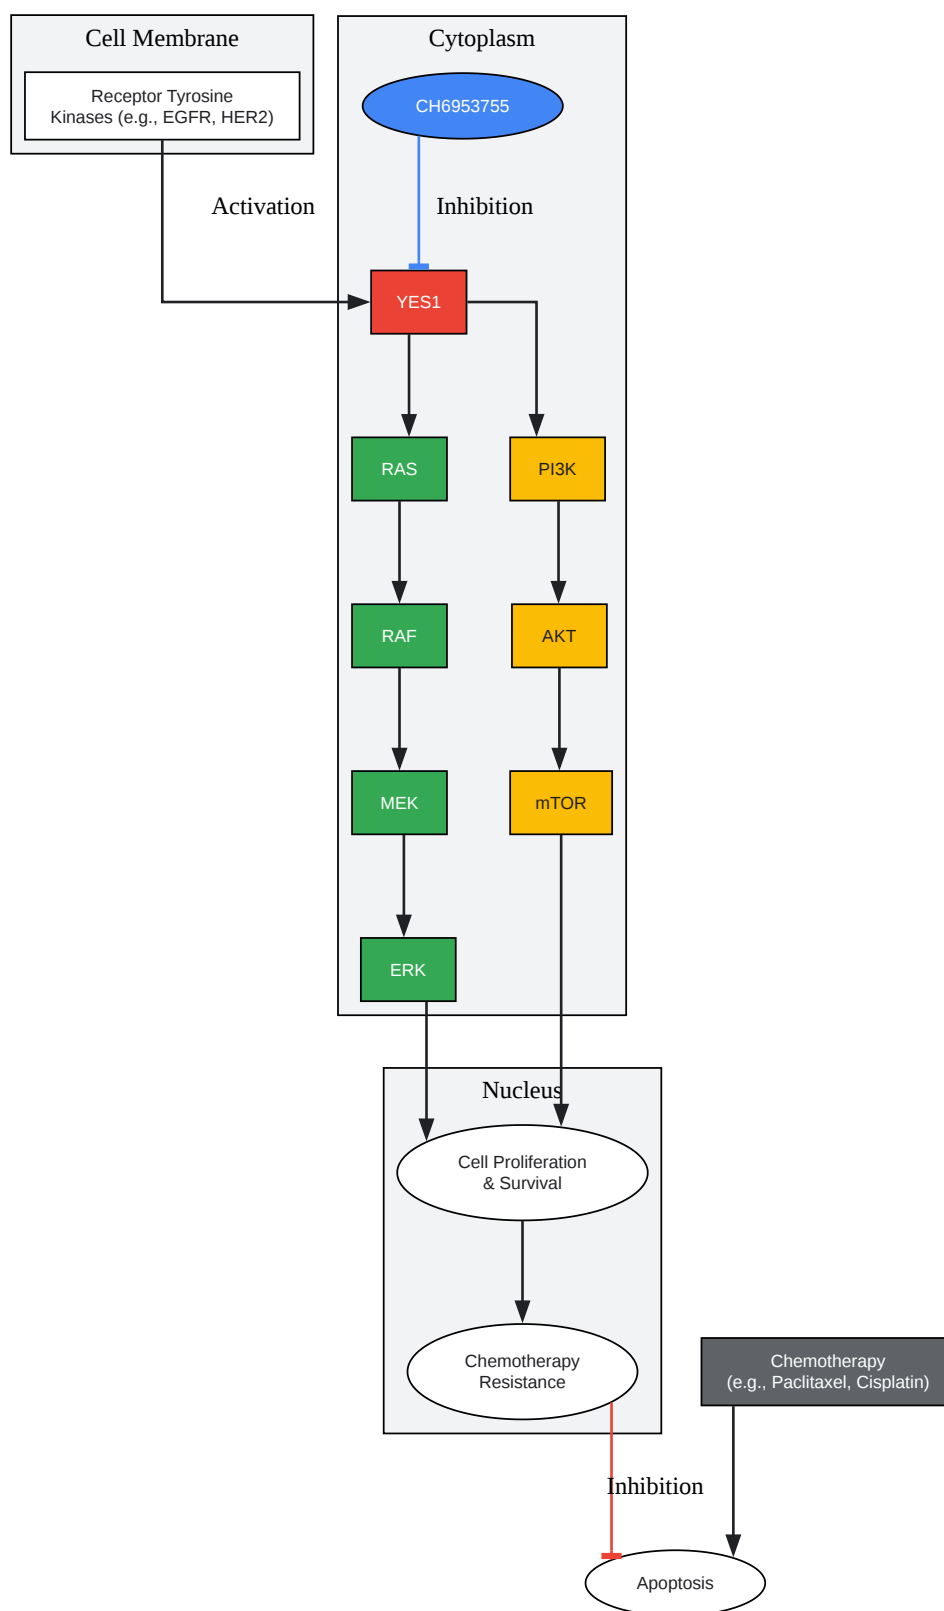 Cell Membrane
Receptor Tyrosine
Kinases (e.g., EGFR, HER2)
Cytoplasm
CH6953755
Activation
Inhibition
YES1
RAS
PI3K
RAF
AKT
MEK
mTOR
ERK
Nucleus
Cell Proliferation
& Survival
Chemotherapy
Resistance
Chemotherapy
(e.g., Paclitaxel, Cisplatin)
Inhibition
Apoptosis